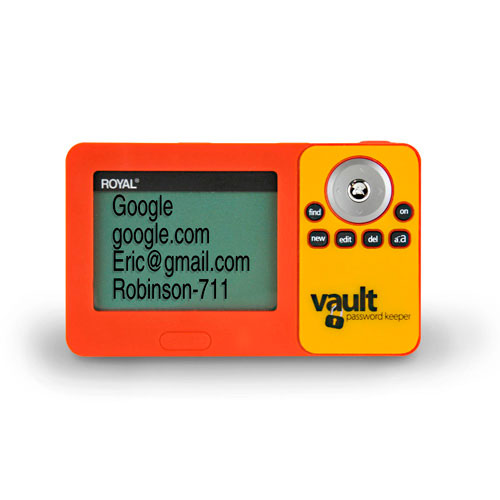 ROYAL®
Google
google.com
Eric@gmail.com
Robinson-711
find
on
new
edit
del
a:a
vault
password keeper